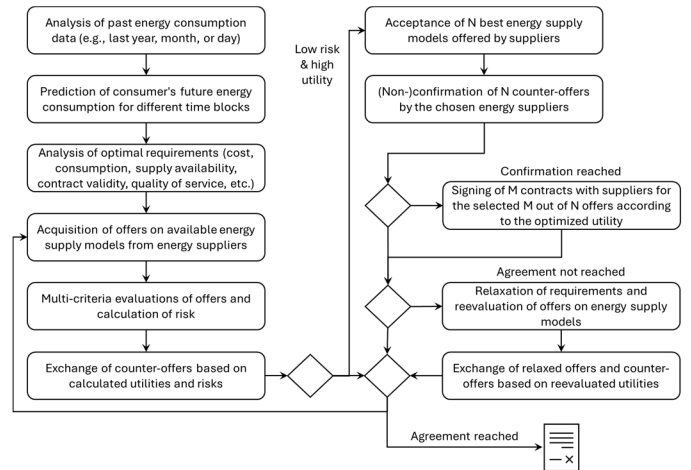 Analysis of past energy consumption
data (e.g., last year, month, or day)
Prediction of consumer's future energy
consumption for different time blocks
Analysis of optimal requirements (cost,
consumption, supply availability,
contract validity, quality of service, etc.)
Acquisition of offers on available energy
supply models from energy suppliers
Multi-criteria evaluations of offers and
calculation of risk
Exchange of counter-offers based on
calculated utilities and risks
Low risk
& high
utility
Acceptance of N best energy supply
models offered by suppliers
(Non-)confirmation of N counter-offers
by the chosen energy suppliers
Confirmation reached
Signing of M contracts with suppliers for
the selected M out of N offers according
to the optimized utility
Agreement not reached
Relaxation of requirements and
reevaluation of offers on energy supply
models
Exchange of relaxed offers and counter-
offers based on reevaluated utilities
Agreement reached